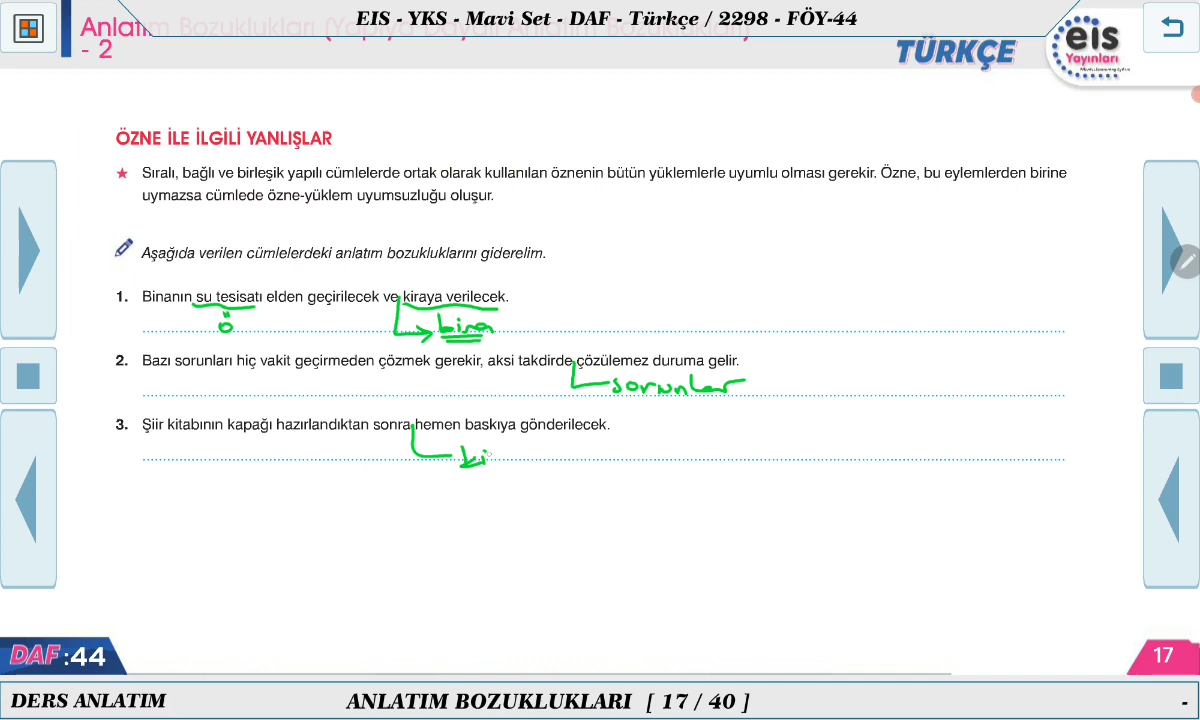 EIS - YKS - Mavi Set - DAF - Türkçe / 2298 - FÖY-44
Anlatım Bozuklukları (Yapıya Dayalı Anlatım Bozuklukları)
- 2
TÜRKÇE
eis
Yayınları
ÖZNE İLE İLGİLİ YANLIŞLAR
★ Sıralı, bağlı ve birleşik yapılı cümlelerde ortak olarak kullanılan öznenin bütün yüklemlerle uyumlu olması gerekir. Özne, bu eylemlerden birine
uymazsa cümlede özne-yüklem uyumsuzluğu oluşur.
Aşağıda verilen cümlelerdeki anlatım bozukluklarını giderelim.
1. Binanın su tesisatı elden geçirilecek ve kiraya verilecek.
ö bina
2. Bazı sorunları hiç vakit geçirmeden çözmek gerekir, aksi takdirde çözülemez duruma gelir.
sorunlar
3. Şiir kitabının kapağı hazırlandıktan sonra hemen baskıya gönderilecek.
ki
DAF :44
17
DERS ANLATIM ANLATIM BOZUKLUKLARI [ 17 / 40 ] -